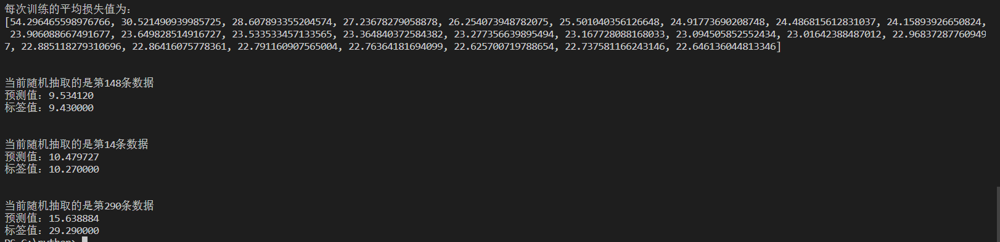 每次训练的平均损失值为:
[54.296465598976766, 30.521490939985725, 28.607893355204574, 27.23678279058878, 26.254073948782075, 25.501040356126648, 24.91773690208748, 24.486815612831037, 24.15893926650824,
23.906088667491677, 23.649828514916727, 23.533533457133565, 23.364840372584382, 23.277356639895494, 23.167728088168033, 23.094505852552434, 23.01642388487012, 22.96837287760949
7, 22.885118279310696, 22.86416075778361, 22.791160907565004, 22.76364181694099, 22.625700719788654, 22.737581166243146, 22.646136044813346]
当前随机抽取的是第148条数据
预测值：9.534120
标签值：9.430000
当前随机抽取的是第14条数据
预测值：10.479727
标签值：10.270000
当前随机抽取的是第290条数据
预测值：15.638884
标签值：29.290000
PS C:\python>